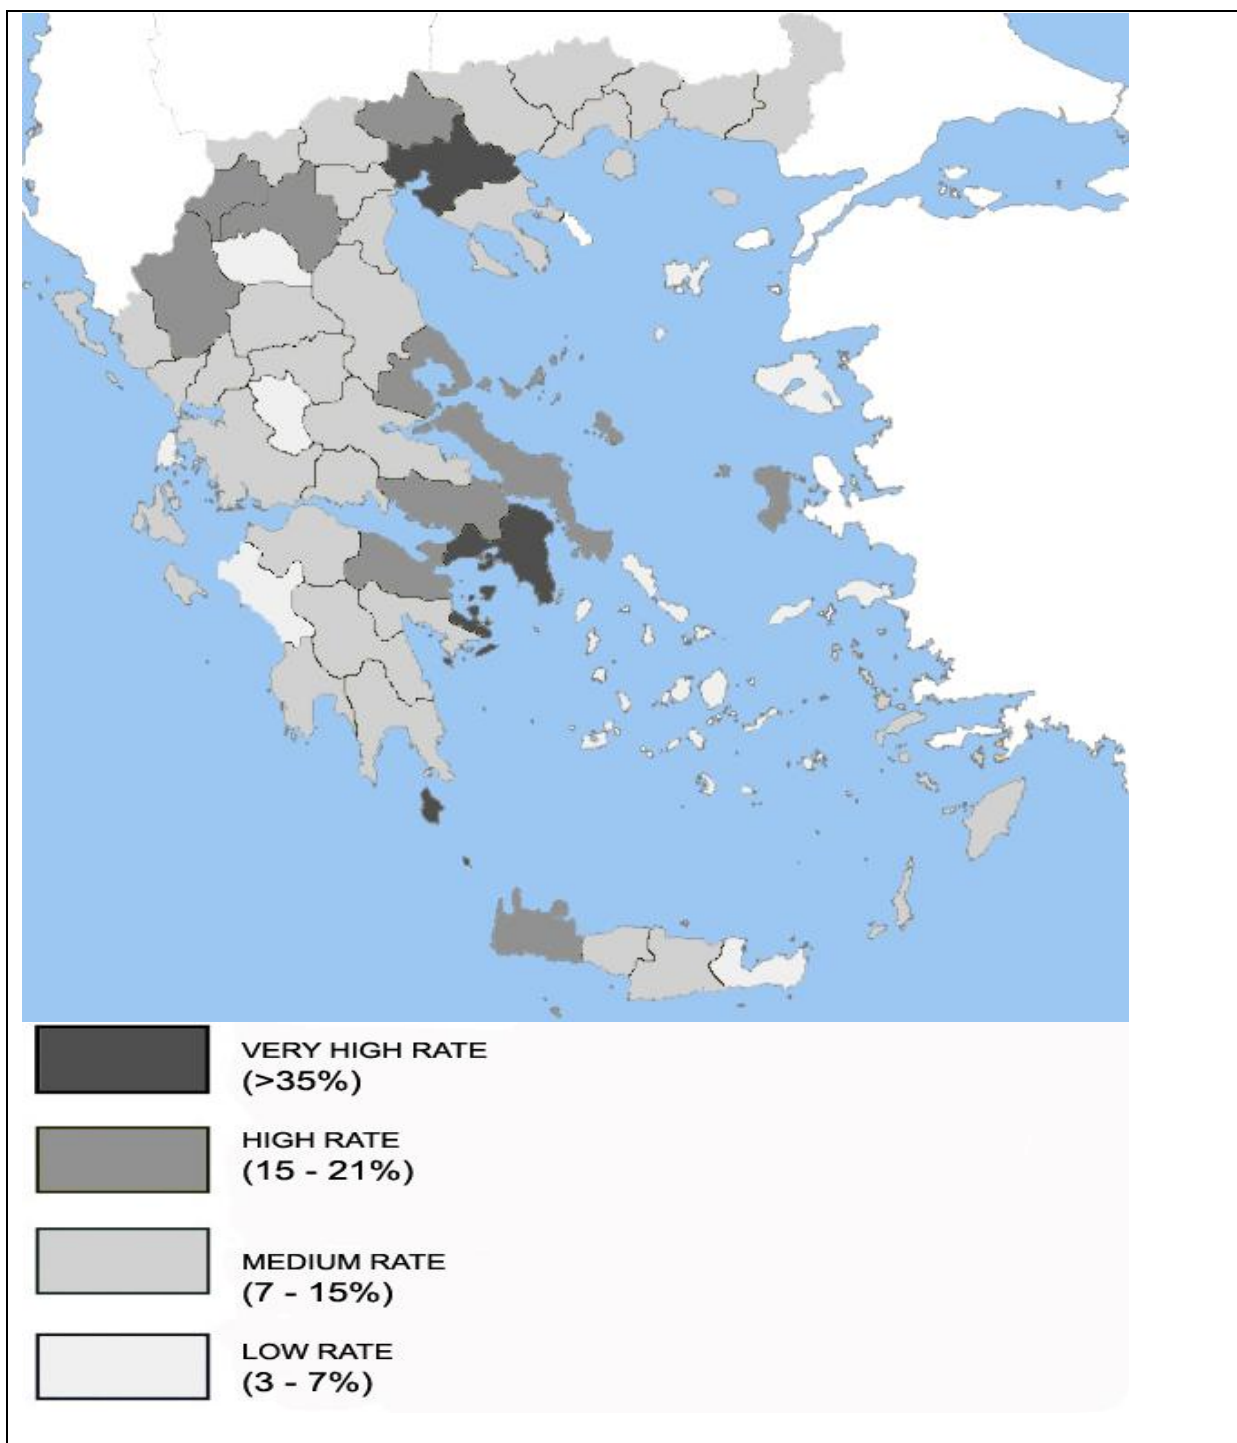 VERY HIGH RATE
(>35%)
HIGH RATE
(15 - 21%)
MEDIUM RATE
(7 - 15%)
LOW RATE
(3 - 7%)